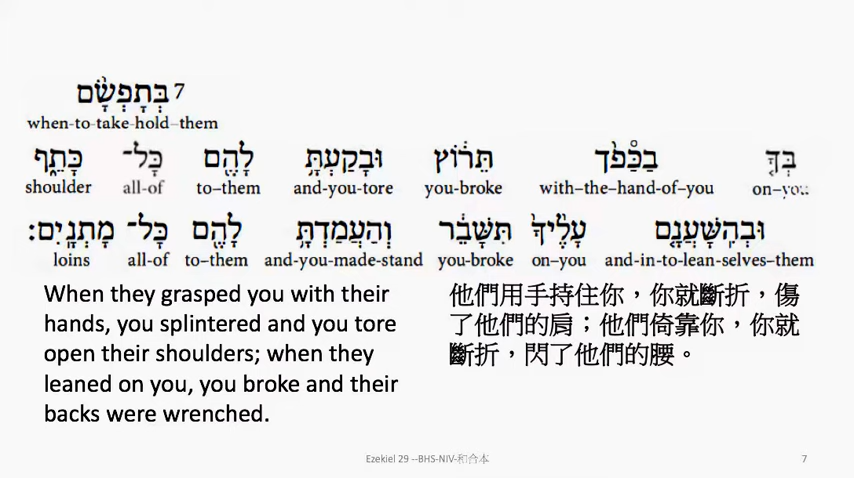 7 בְּתָפְשָׂ֨ם
when-to-take-hold-them
בְּךָ֤ בַכַּ֯פְּךָ֙ תֵּר֔וֹץ וּבָקַעְתָּ֥ לָהֶ֖ם כָּל־ כָּתֵ֑ף
shoulder all-of to-them and-you-tore you-broke with-the-hand-of-you on-you
וּבְהִֽשָּׁעֲנָ֤ם עָלֶ֙יךָ֙ תִּשָּׁבֵ֔ר וְהַעֲמַדְתָּ֥ לָהֶ֖ם כָּל־ מָתְנָֽיִם׃
loins all-of to-them and-you-made-stand you-broke on-you and-in-to-lean-selves-them
When they grasped you with their
hands, you splintered and you tore
open their shoulders; when they
leaned on you, you broke and their
backs were wrenched.
他們用手持住你，你就斷折，傷
了他們的肩；他們倚靠你，你就
斷折，閃了他們的腰。
Ezekiel 29 --BHS-NIV-和合本
7